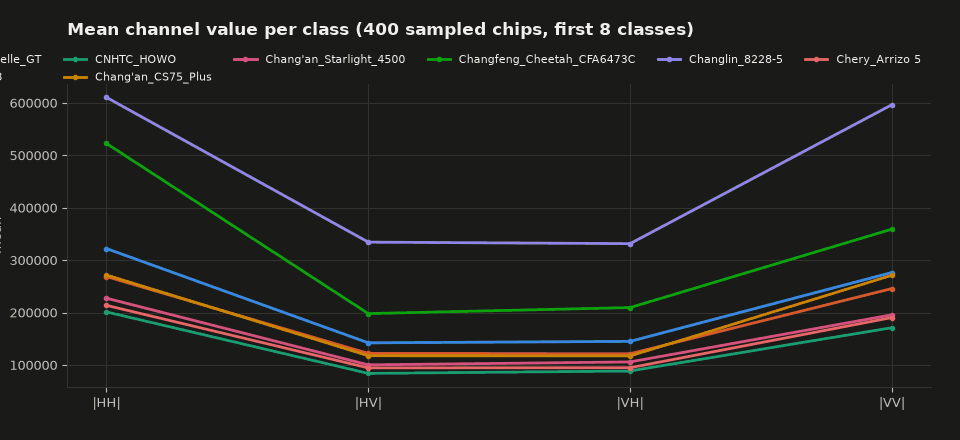 Mean channel value per class (400 sampled chips, first 8 classes)
elle_GT CNHTC_HOWO Chang'an_Starlight_4500 Changfeng_Cheetah_CFA6473C Changlin_8228-5 Chery_Arrizo 5
Chang'an_CS75_Plus
600000
500000
400000
300000
200000
100000
|HH| |HV| |VH| |VV|